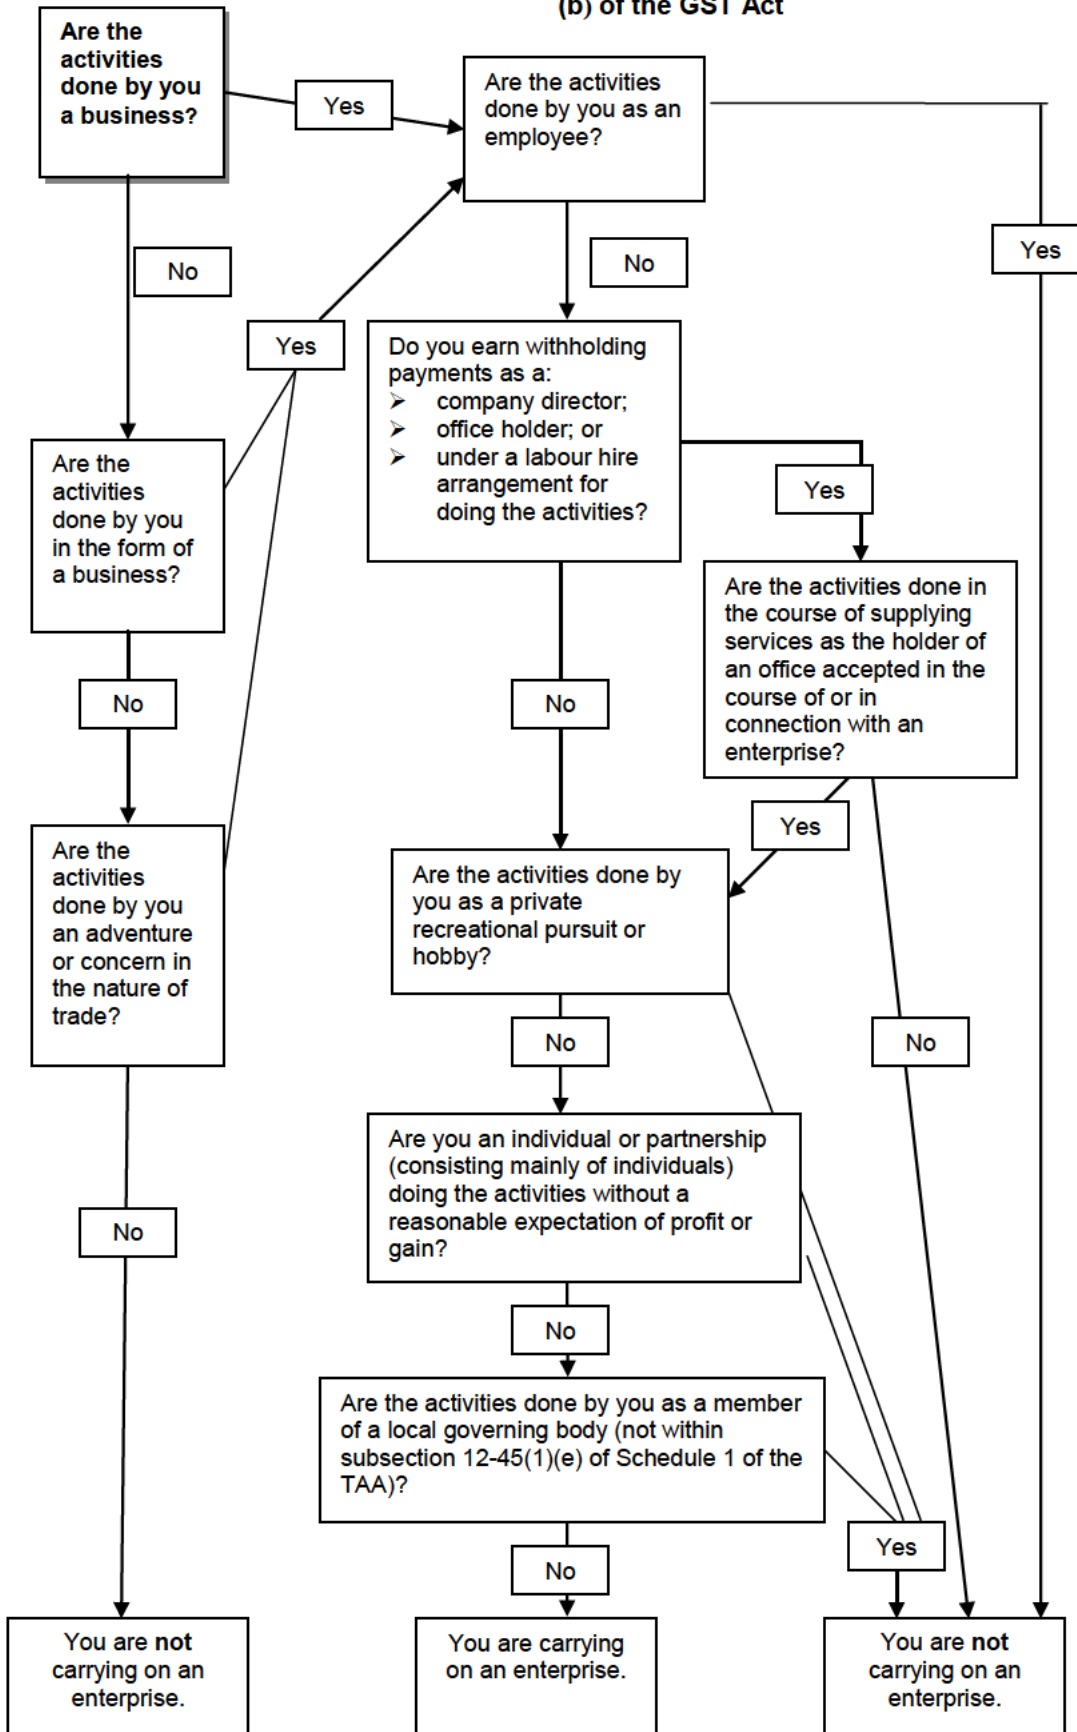 (b) of the GST Act
Are the
activities
done by you
a business?
Yes
Are the activities
done by you as an
employee?
Yes
No
No
Yes
Do you earn withholding
payments as a:
➢ company director;
➢ office holder; or
➢ under a labour hire
arrangement for
doing the activities?
Are the
activities
done by you
in the form of
a business?
Yes
Are the activities done in
the course of supplying
services as the holder of
an office accepted in the
course of or in
connection with an
enterprise?
No
No
Yes
Are the
activities
done by you
an adventure
or concern in
the nature of
trade?
Are the activities done by
you as a private
recreational pursuit or
hobby?
No
No
Are you an individual or partnership
(consisting mainly of individuals)
doing the activities without a
reasonable expectation of profit or
gain?
No
No
Are the activities done by you as a member
of a local governing body (not within
subsection 12-45(1)(e) of Schedule 1 of the
TAA)?
Yes
No
You are not
carrying on an
enterprise.
You are carrying
on an enterprise.
You are not
carrying on an
enterprise.